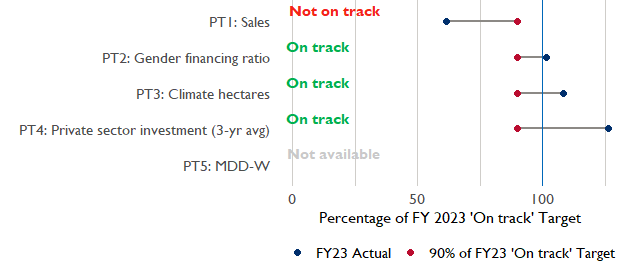 Not on track
PT1: Sales
On track
PT2: Gender financing ratio
On track
PT3: Climate hectares
On track
PT4: Private sector investment (3-yr avg)
Not available
PT5: MDD-W
0 50 100
Percentage of FY 2023 'On track' Target
FY23 Actual 90% of FY23 'On track' Target